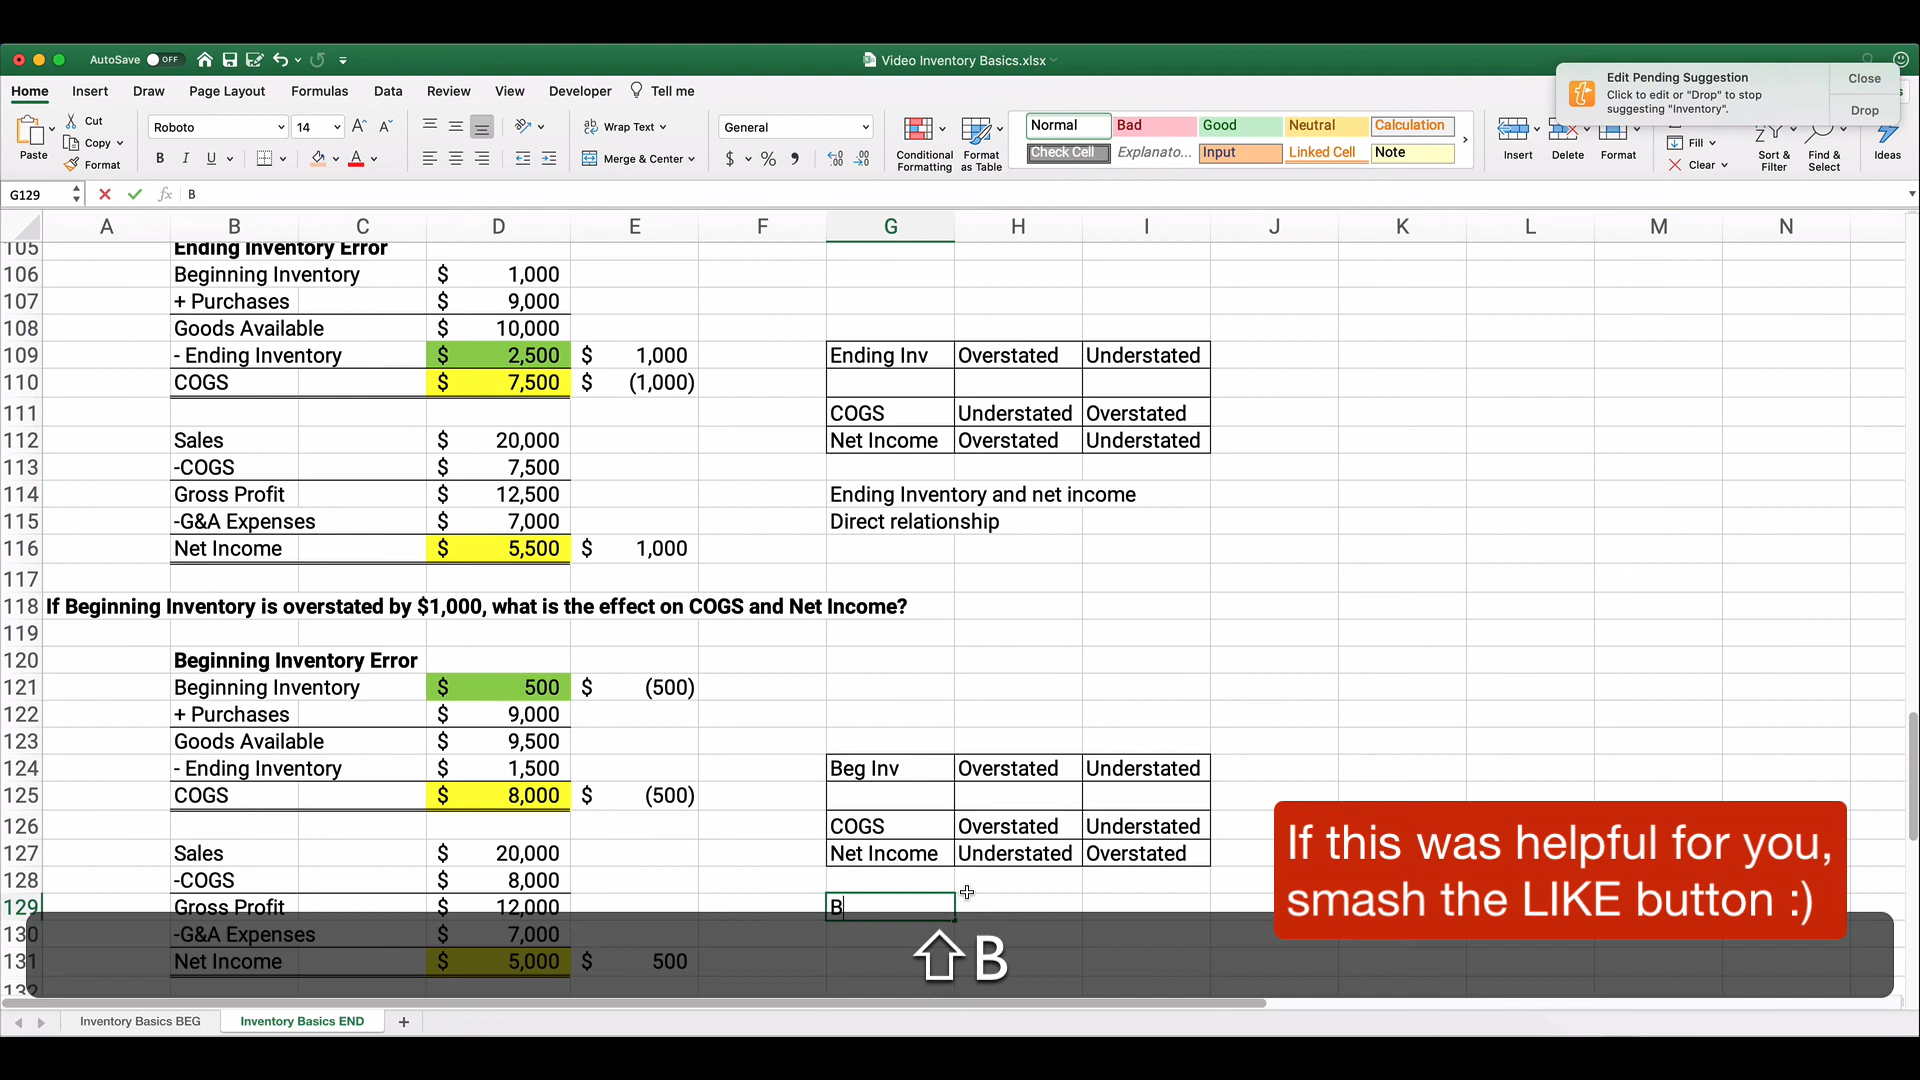 AutoSave OFF
Video Inventory Basics.xlsx
Edit Pending Suggestion
Click to edit or "Drop" to stop
suggesting "Inventory".
Close
Drop
Home Insert Draw Page Layout Formulas Data Review View Developer Tell me
Paste
Cut
Copy
Format
Roboto 14
B I U
Wrap Text
Merge & Center
General
$ % ,
Conditional
Formatting
Format
as Table
Normal Bad Good Neutral Calculation
Check Cell Explanato... Input Linked Cell Note
Insert
Delete
Format
Fill
Clear
Sort &
Filter
Find &
Select
Ideas
G129 fx B
A B C D E F G H I J K L M N
105 Ending Inventory Error
106 Beginning Inventory $ 1,000
107 + Purchases $ 9,000
108 Goods Available $ 10,000
109 - Ending Inventory $ 2,500 $ 1,000 Ending Inv Overstated Understated
110 COGS $ 7,500 $ (1,000)
111 COGS Understated Overstated
112 Sales $ 20,000 Net Income Overstated Understated
113 -COGS $ 7,500
114 Gross Profit $ 12,500 Ending Inventory and net income
115 -G&A Expenses $ 7,000 Direct relationship
116 Net Income $ 5,500 $ 1,000
117
118 If Beginning Inventory is overstated by $1,000, what is the effect on COGS and Net Income?
119
120 Beginning Inventory Error
121 Beginning Inventory $ 500 $ (500)
122 + Purchases $ 9,000
123 Goods Available $ 9,500
124 - Ending Inventory $ 1,500 Beg Inv Overstated Understated
125 COGS $ 8,000 $ (500)
126 COGS Overstated Understated
127 Sales $ 20,000 Net Income Understated Overstated
128 -COGS $ 8,000
129 Gross Profit $ 12,000 B
130 -G&A Expenses $ 7,000
131 Net Income $ 5,000 $ 500
132
If this was helpful for you,
smash the LIKE button :)
⇧ B
Inventory Basics BEG Inventory Basics END +